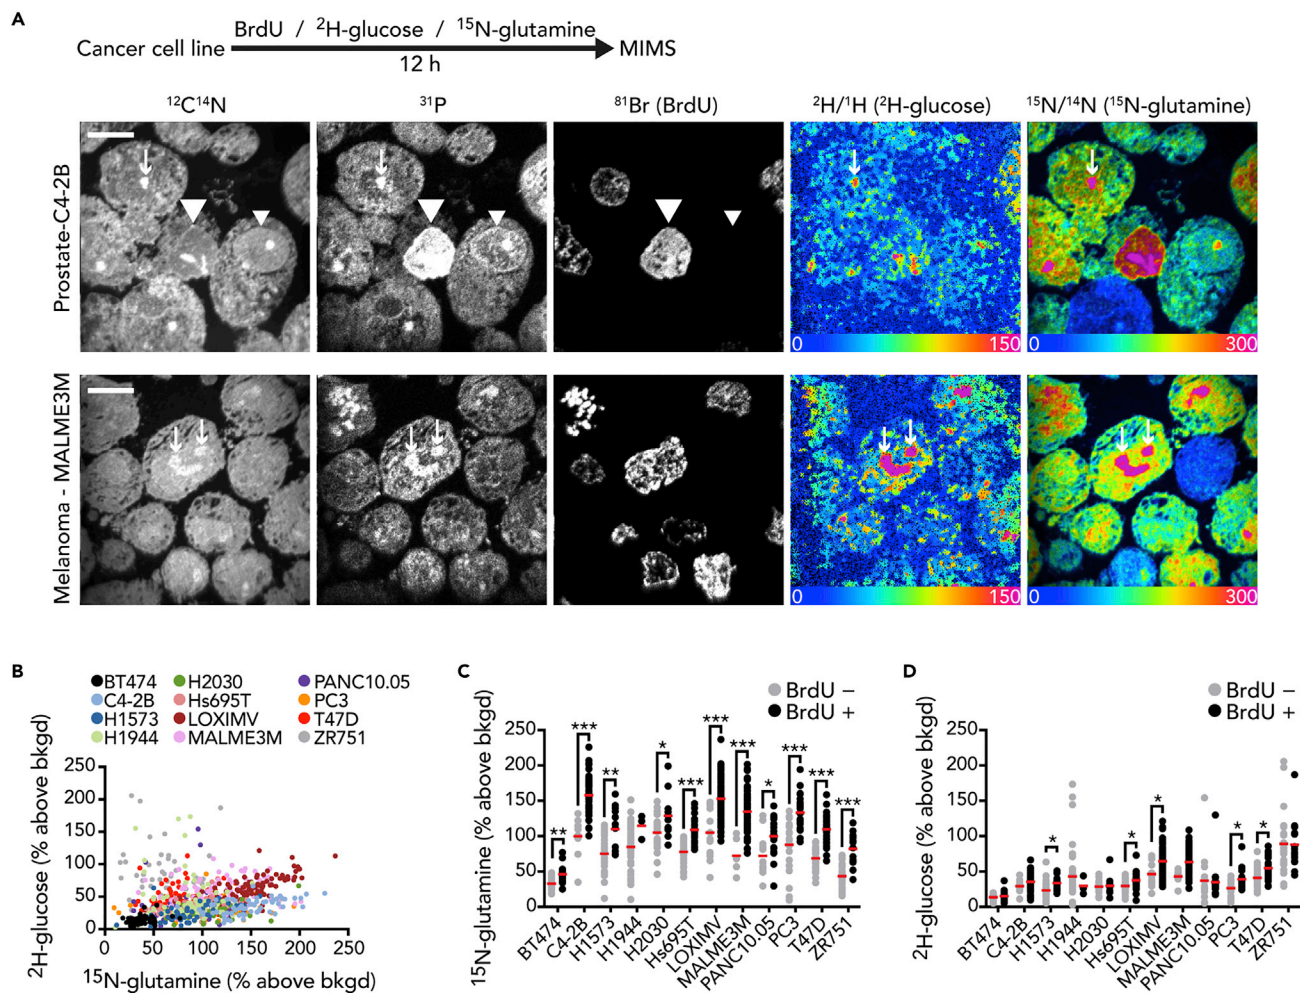 A
BrdU / ²H-glucose / ¹⁵N-glutamine
Cancer cell line
MIMS
12 h
¹²C¹⁴N
³¹P
⁸¹Br (BrdU)
²H/¹H (²H-glucose)
¹⁵N/¹⁴N (¹⁵N-glutamine)
Prostate-C4-2B
0 150
0 300
Melanoma - MALME3M
0 150
0 300
B
BT474
C4-2B
H1573
H1944
H2030
Hs695T
LOXIMV
MALME3M
PANC10.05
PC3
T47D
ZR751
²H-glucose (% above bkgd)
250
200
150
100
50
0
0 50 100 150 200 250
¹⁵N-glutamine (% above bkgd)
C
BrdU −
BrdU +
¹⁵N-glutamine (% above bkgd)
250
200
150
100
50
0
** *** ** * *** *** *** * *** *** ***
BT474
C4-2B
H1573
H1944
H2030
Hs695T
LOXIMV
MALME3M
PANC10.05
PC3
T47D
ZR751
D
BrdU −
BrdU +
²H-glucose (% above bkgd)
250
200
150
100
50
0
* * * * *
BT474
C4-2B
H1573
H1944
H2030
Hs695T
LOXIMV
MALME3M
PANC10.05
PC3
T47D
ZR751